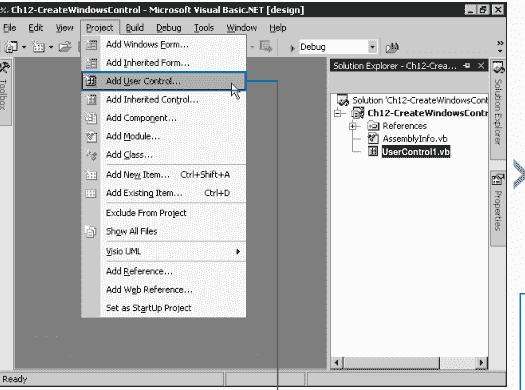 Ch12-CreateWindowsControl - Microsoft Visual Basic.NET [design]
File Edit View Project Build Debug Tools Window Help
Debug
Toolbox
Add Windows Form...
Add Inherited Form...
Add User Control...
Add Inherited Control...
Add Component...
Add Module...
Add Class...
Add New Item... Ctrl+Shift+A
Add Existing Item... Ctrl+D
Exclude From Project
Show All Files
Visio UML
Add Reference...
Add Web Reference...
Set as StartUp Project
Solution Explorer - Ch12-Crea...
Solution 'Ch12-CreateWindowsCont
Ch12-CreateWindowsContr
References
AssemblyInfo.vb
UserControl1.vb
Solution Explorer
Properties
Ready